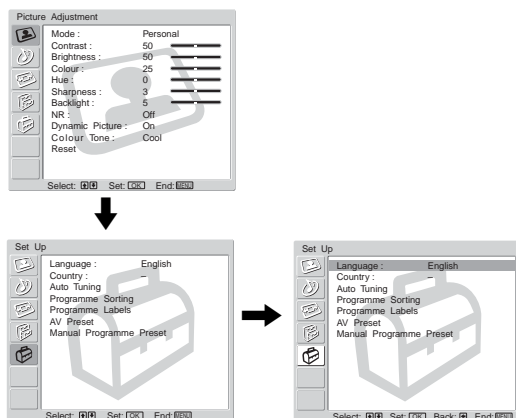 Picture Adjustment
Mode : Personal
Contrast : 50
Brightness : 50
Colour : 25
Hue : 0
Sharpness : 3
Backlight : 5
NR : Off
Dynamic Picture : On
Colour Tone : Cool
Reset
Select: Set: OK End: MENU
Set Up
Language : English
Country : –
Auto Tuning
Programme Sorting
Programme Labels
AV Preset
Manual Programme Preset
Select: Set: OK End: MENU
Set Up
Language : English
Country : –
Auto Tuning
Programme Sorting
Programme Labels
AV Preset
Manual Programme Preset
Select: Set: OK Back: End: MENU